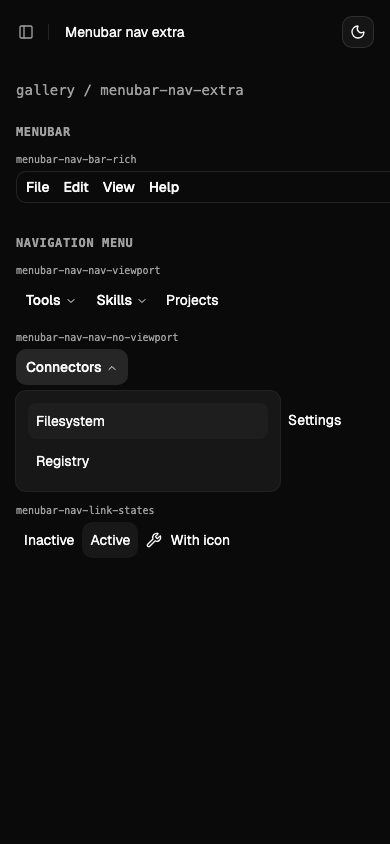 Menubar nav extra
gallery / menubar-nav-extra
MENUBAR
menubar-nav-bar-rich
File Edit View Help
NAVIGATION MENU
menubar-nav-nav-viewport
Tools Skills Projects
menubar-nav-nav-no-viewport
Connectors
Filesystem
Settings
Registry
menubar-nav-link-states
Inactive Active With icon